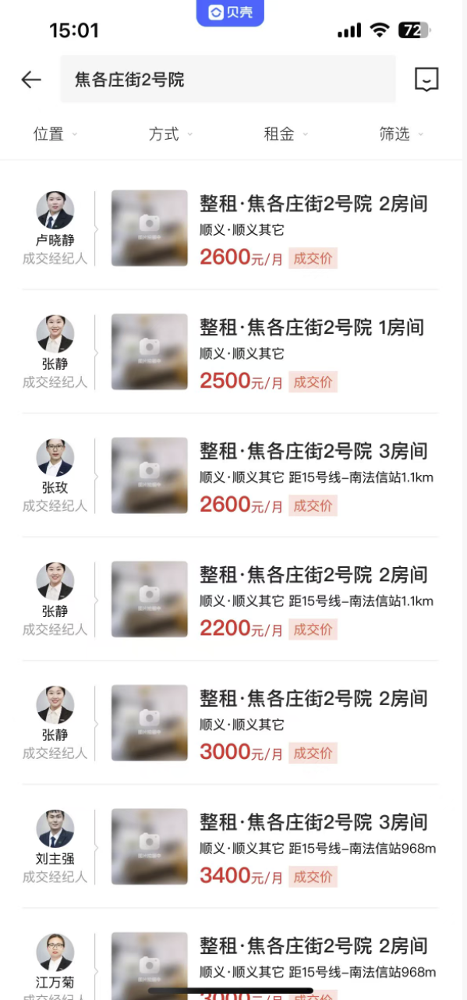 贝壳
15:01
72
焦各庄街2号院
位置 方式 租金 筛选
卢晓静
成交经纪人
整租·焦各庄街2号院 2房间
顺义·顺义其它
2600元/月 成交价
张静
成交经纪人
整租·焦各庄街2号院 1房间
顺义·顺义其它
2500元/月 成交价
张玫
成交经纪人
整租·焦各庄街2号院 3房间
顺义·顺义其它 距15号线-南法信站1.1km
2600元/月 成交价
张静
成交经纪人
整租·焦各庄街2号院 2房间
顺义·顺义其它 距15号线-南法信站1.1km
2200元/月 成交价
张静
成交经纪人
整租·焦各庄街2号院 2房间
顺义·顺义其它
3000元/月 成交价
刘主强
成交经纪人
整租·焦各庄街2号院 3房间
顺义·顺义其它 距15号线-南法信站968m
3400元/月 成交价
江万菊
成交经纪人
整租·焦各庄街2号院 2房间
顺义·顺义其它 距15号线-南法信站968m
3000元/月 成交价